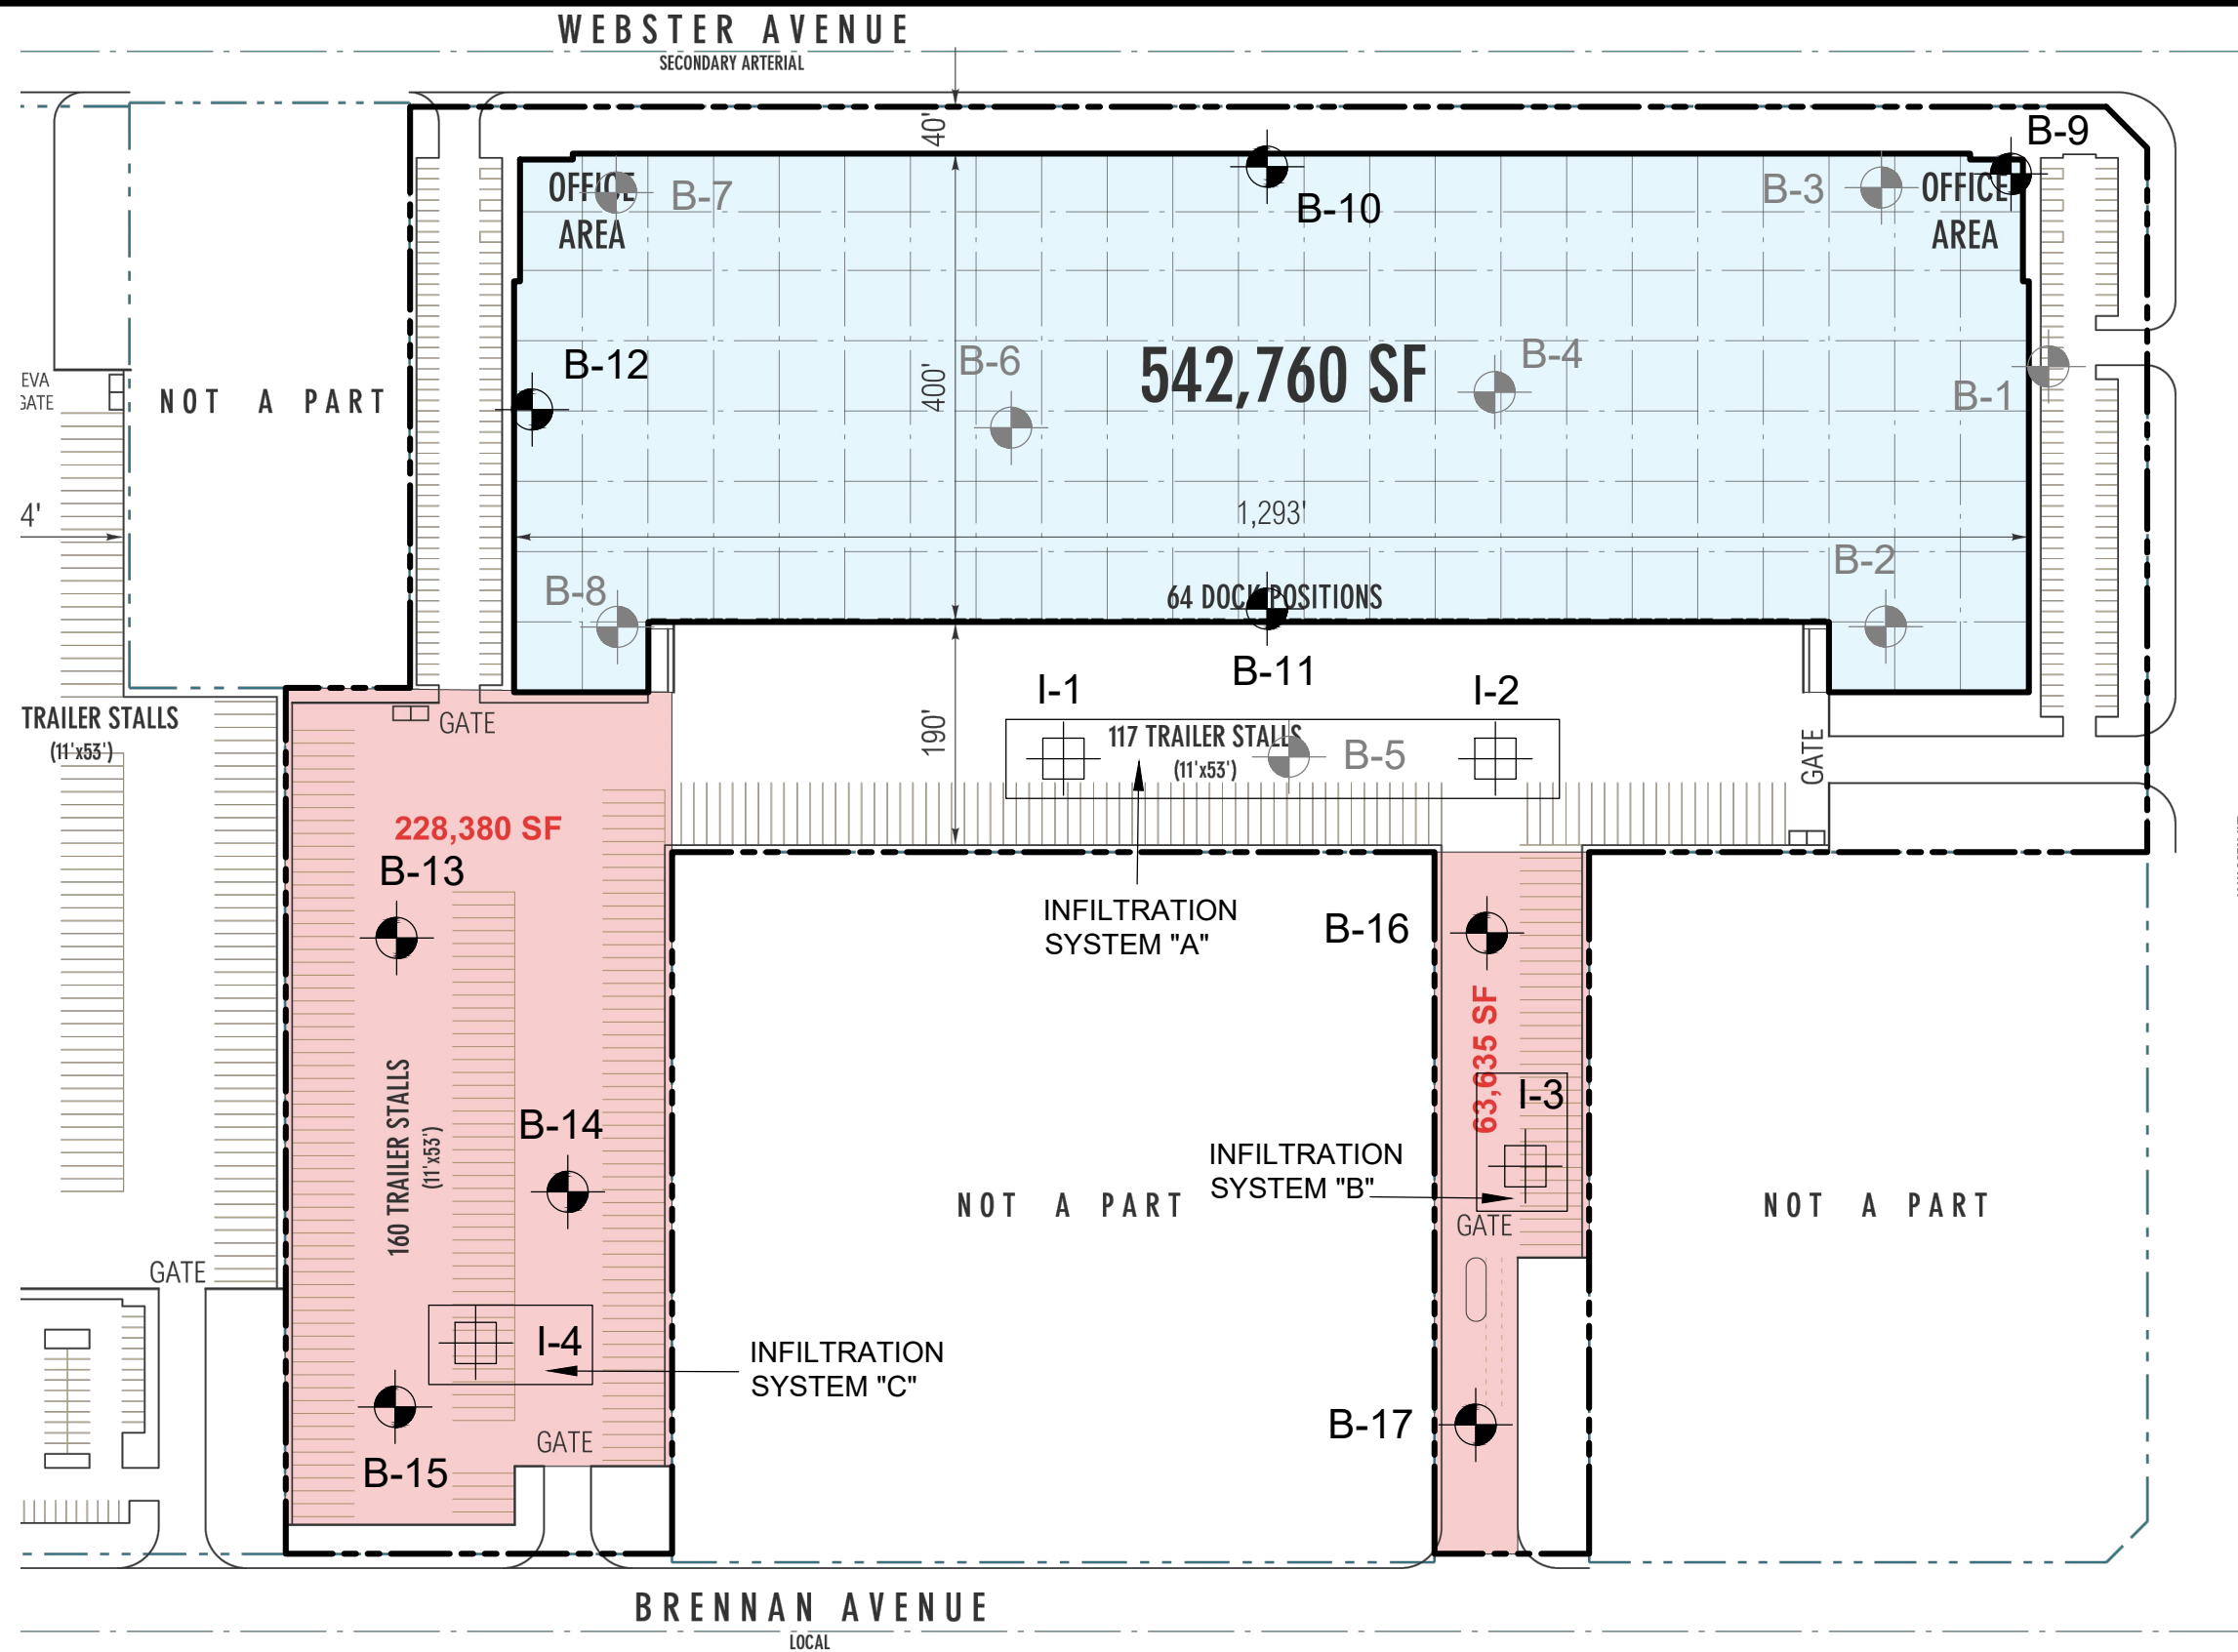 WEBSTER AVENUE
SECONDARY ARTERIAL
40'
B-9
OFFICE
AREA
B-7
B-10
B-3
OFFICE
AREA
B-12
B-6
400'
542,760 SF
B-4
B-1
EVA
GATE
NOT A PART
4'
1,293'
B-8
64 DOCK POSITIONS
B-2
B-11
I-1
I-2
TRAILER STALLS
(11'x53')
GATE
190'
117 TRAILER STALLS
(11'x53')
B-5
GATE
228,380 SF
B-13
INFILTRATION
SYSTEM "A"
B-16
63,635 SF
I-3
160 TRAILER STALLS
(11'x53')
B-14
INFILTRATION
SYSTEM "B"
GATE
NOT A PART
NOT A PART
GATE
I-4
INFILTRATION
SYSTEM "C"
B-17
GATE
B-15
BRENNAN AVENUE
LOCAL